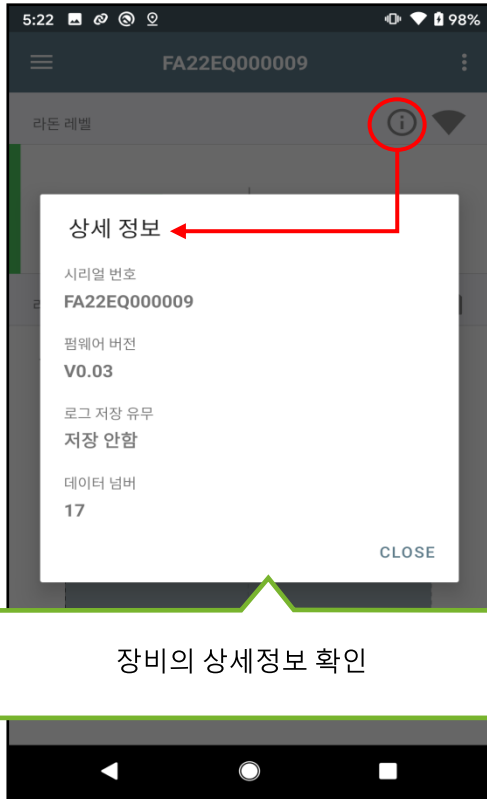 5:22
98%
FA22EQ000009
라돈 레벨
상세 정보
시리얼 번호
FA22EQ000009
펌웨어 버전
V0.03
로그 저장 유무
저장 안함
데이터 넘버
17
CLOSE
장비의 상세정보 확인